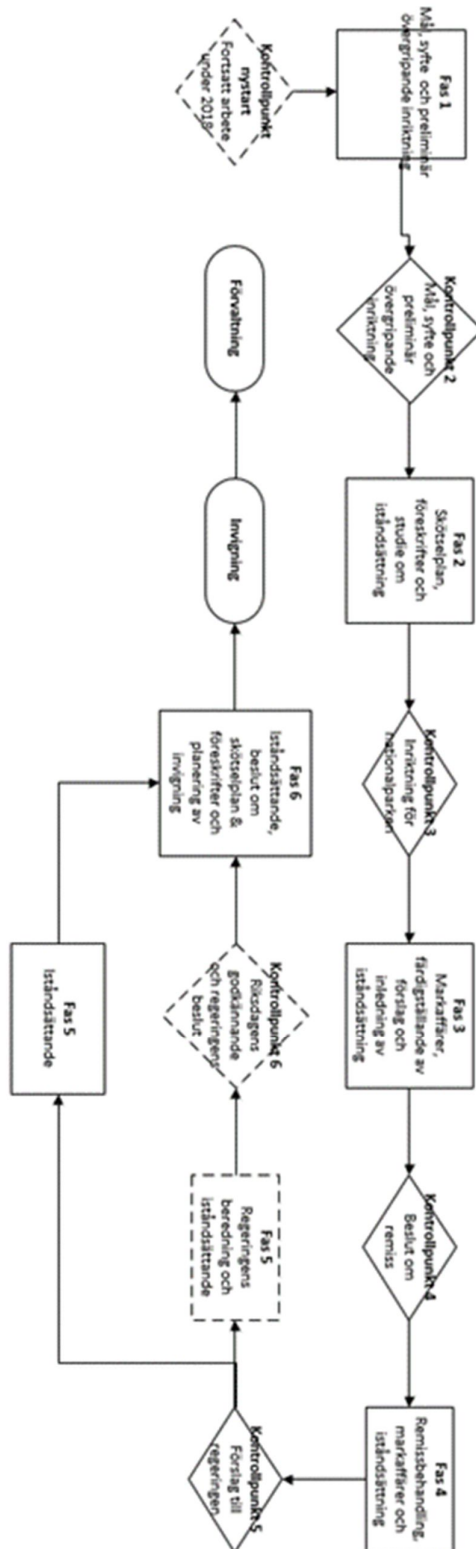 Kontrollpunkt
nystart
Fortsatt arbete
under 2018
Fas 1
Mål, syfte och preliminär
övergripande inriktning
Kontrollpunkt 2
Mål, syfte och
preliminär
övergripande
inriktning
Fas 2
Skötselplan,
föreskrifter och
studie om
iståndsättning
Kontrollpunkt 3
Inriktning för
nationalparken
Fas 3
Markaffärer,
färdigställande av
förslag och
inledning av
iståndsättning
Kontrollpunkt 4
Beslut om
remiss
Fas 4
Remissbehandling,
markaffärer och
iståndsättning
Kontrollpunkt 5
Förslag till
regeringen
Fas 5
Regeringens
beredning och
iståndsättande
Kontrollpunkt 6
Riksdagens
godkännande
och regeringens
beslut
Fas 5
Iståndsättande
Fas 6
Iståndsättande,
beslut om
skötselplan &
föreskrifter och
planering av
invigning
Invigning
Förvaltning